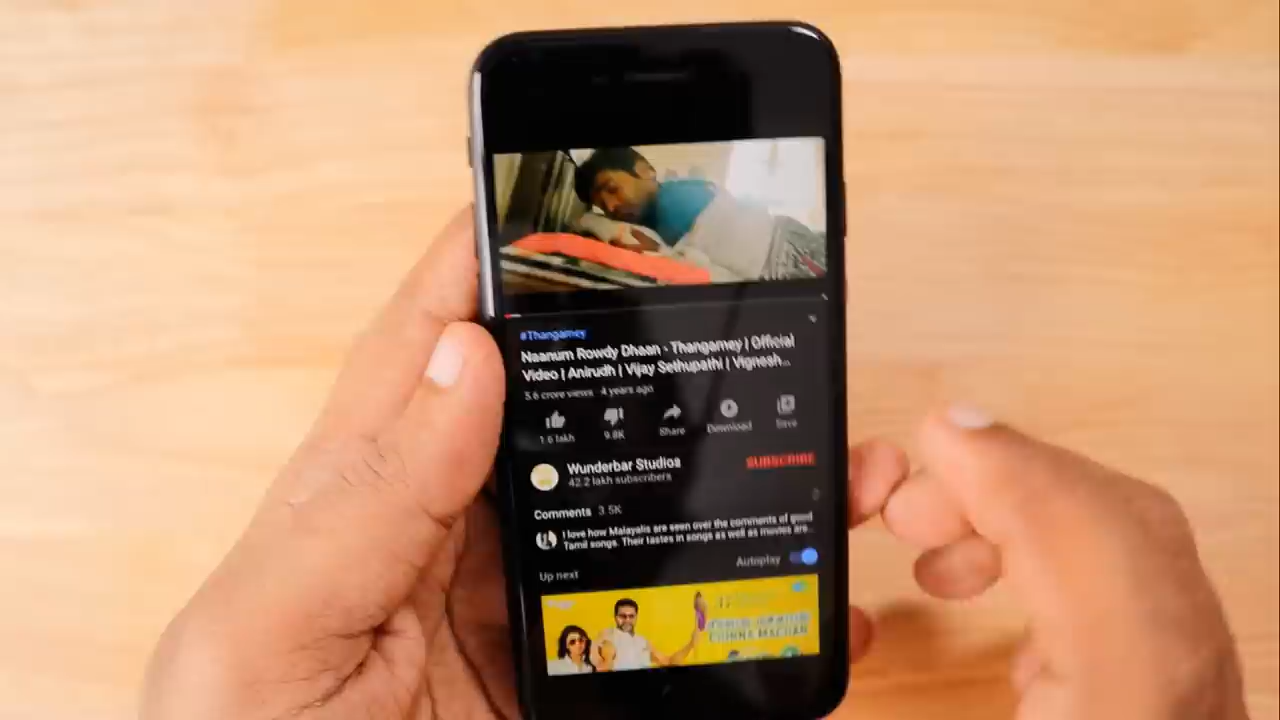 #Thangamey
Naanum Rowdy Dhaan - Thangamey | Official
Video | Anirudh | Vijay Sethupathi | Vignesh...
5.6 crore views · 4 years ago
1.6 lakh
9.8K
Share
Download
Save
Wunderbar Studios
42.2 lakh subscribers
SUBSCRIBE
Comments 3.5K
I love how Malayalis are seen over the comments of good
Tamil songs. Their tastes in songs as well as movies are...
Autoplay
Up next